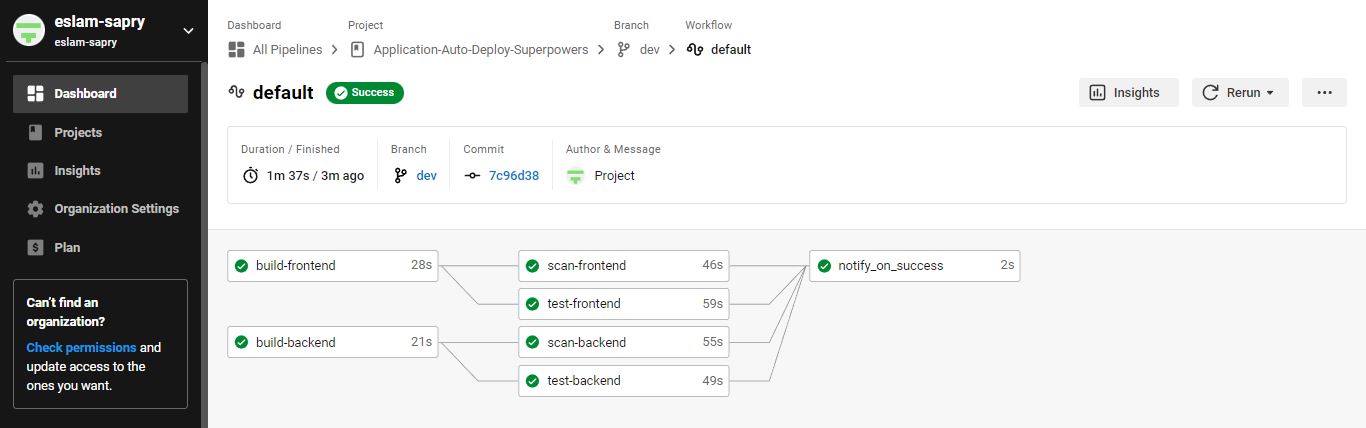 eslam-sapry
eslam-sapry
Dashboard
Projects
Insights
Organization Settings
Plan
Can't find an
organization?
Check permissions and
update access to the
ones you want.
Dashboard Project Branch Workflow
All Pipelines Application-Auto-Deploy-Superpowers dev default
default Success Insights Rerun
Duration / Finished Branch Commit Author & Message
1m 37s / 3m ago dev 7c96d38 Project
build-frontend 28s scan-frontend 46s notify_on_success 2s
test-frontend 59s
build-backend 21s scan-backend 55s
test-backend 49s